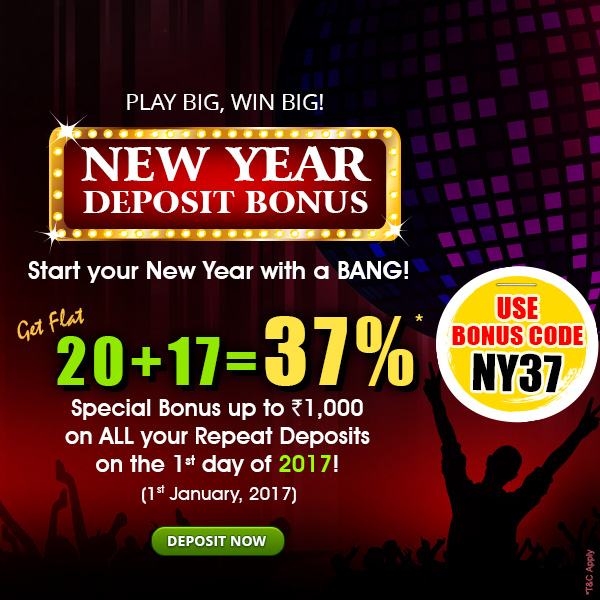 PLAY BIG, WIN BIG!
NEW YEAR
DEPOSIT BONUS
Start your New Year with a BANG!
Get Flat
20+17=37%*
USE
BONUS CODE
NY37
Special Bonus up to ₹1,000
on ALL your Repeat Deposits
on the 1st day of 2017!
(1st January, 2017)
DEPOSIT NOW
*T&C Apply